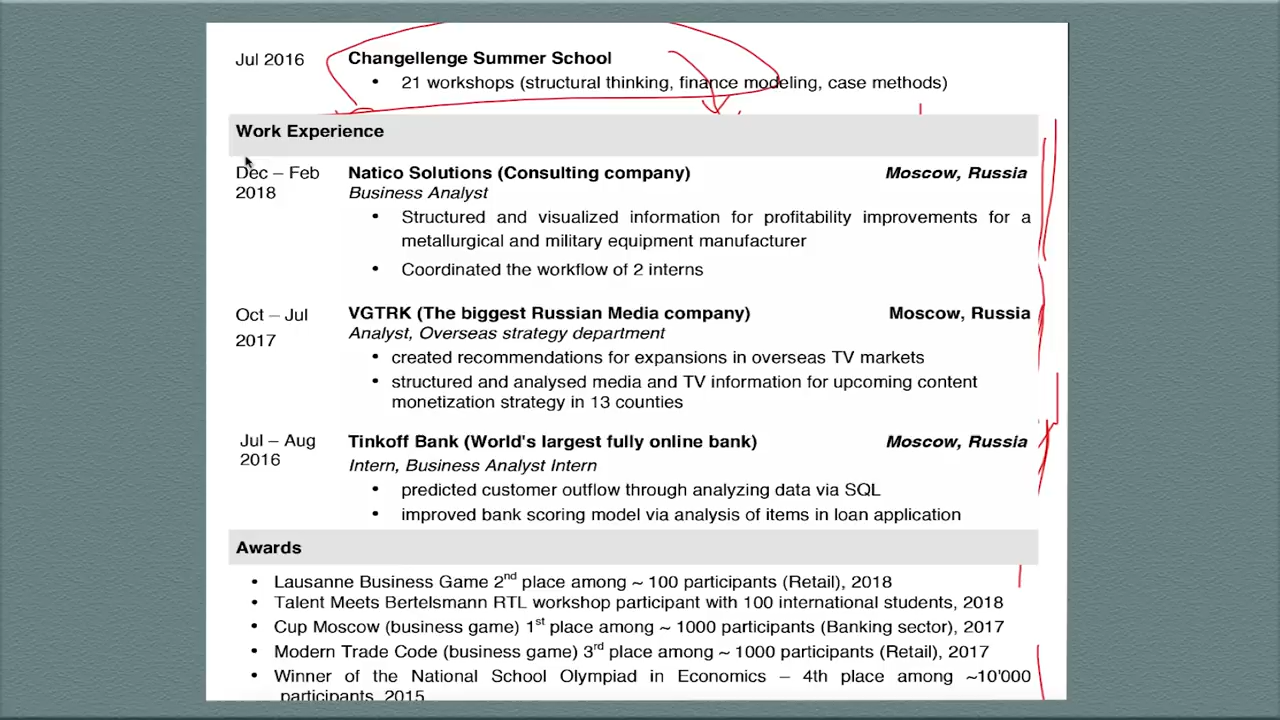 Jul 2016 Changellenge Summer School
• 21 workshops (structural thinking, finance modeling, case methods)
Work Experience
Dec – Feb Natico Solutions (Consulting company) Moscow, Russia
2018 Business Analyst
• Structured and visualized information for profitability improvements for a
metallurgical and military equipment manufacturer
• Coordinated the workflow of 2 interns
Oct – Jul VGTRK (The biggest Russian Media company) Moscow, Russia
2017 Analyst, Overseas strategy department
• created recommendations for expansions in overseas TV markets
• structured and analysed media and TV information for upcoming content
monetization strategy in 13 counties
Jul – Aug Tinkoff Bank (World's largest fully online bank) Moscow, Russia
2016 Intern, Business Analyst Intern
• predicted customer outflow through analyzing data via SQL
• improved bank scoring model via analysis of items in loan application
Awards
• Lausanne Business Game 2nd place among ~ 100 participants (Retail), 2018
• Talent Meets Bertelsmann RTL workshop participant with 100 international students, 2018
• Cup Moscow (business game) 1st place among ~ 1000 participants (Banking sector), 2017
• Modern Trade Code (business game) 3rd place among ~ 1000 participants (Retail), 2017
• Winner of the National School Olympiad in Economics – 4th place among ~10'000
participants, 2015